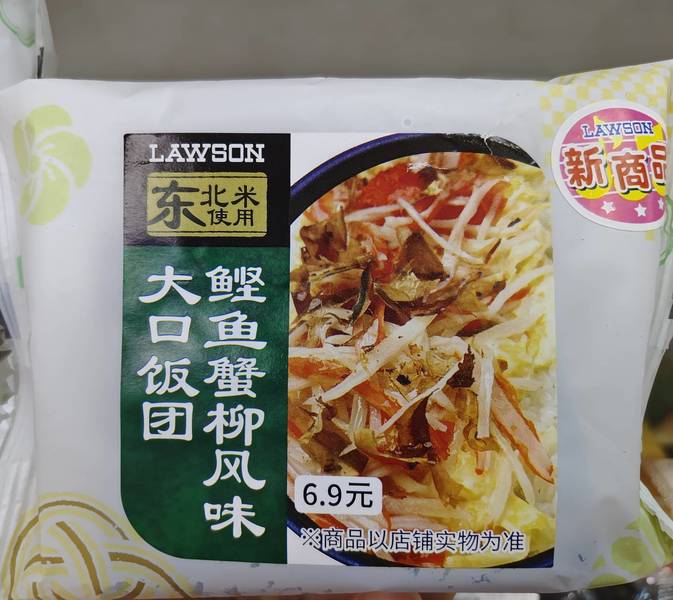 LAWSON
东北米使用
鲣鱼蟹柳风味
大口饭团
6.9元
※商品以店铺实物为准
LAWSON
新商品